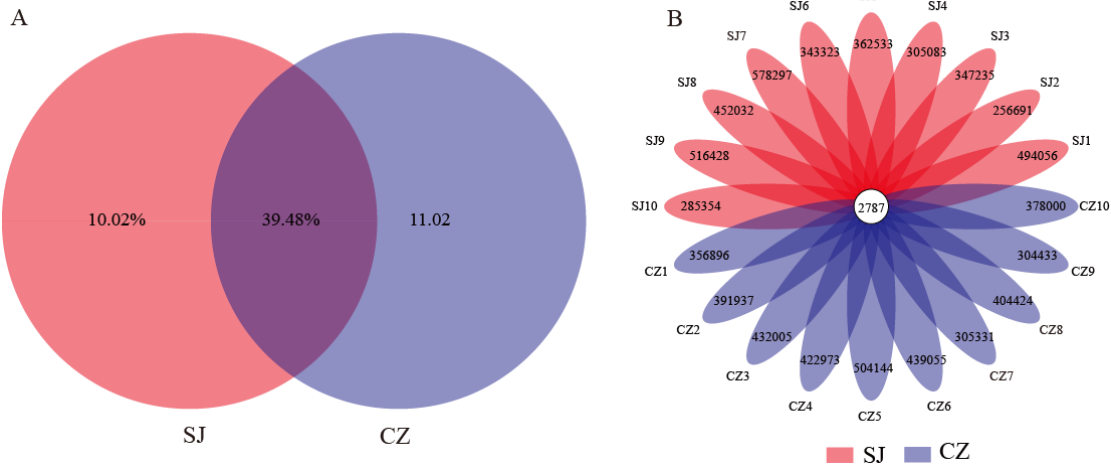 A
10.02%
39.48%
11.02
SJ
CZ
B
SJ6
SJ4
SJ7
SJ3
SJ8
SJ2
SJ9
SJ1
SJ10
CZ10
CZ1
CZ9
CZ2
CZ8
CZ3
CZ7
CZ4
CZ5
CZ6
343323
362533
305083
578297
347235
452032
256691
516428
494056
285354
2787
378000
356896
304433
391937
404424
432005
305331
422973
504144
439055
SJ
CZ